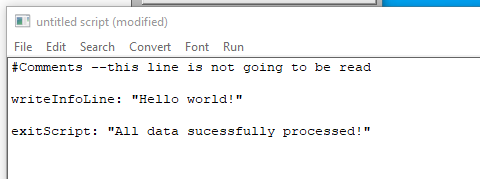 untitled script (modified)
File Edit Search Convert Font Run
#Comments --this line is not going to be read
writeInfoLine: "Hello world!"
exitScript: "All data sucessfully processed!"